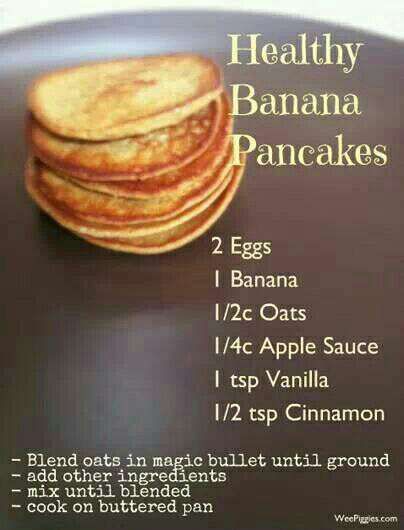 Healthy
Banana
Pancakes
2 Eggs
1 Banana
1/2c Oats
1/4c Apple Sauce
1 tsp Vanilla
1/2 tsp Cinnamon
- Blend oats in magic bullet until ground
- add other ingredients
- mix until blended
- cook on buttered pan
WeePiggies.com